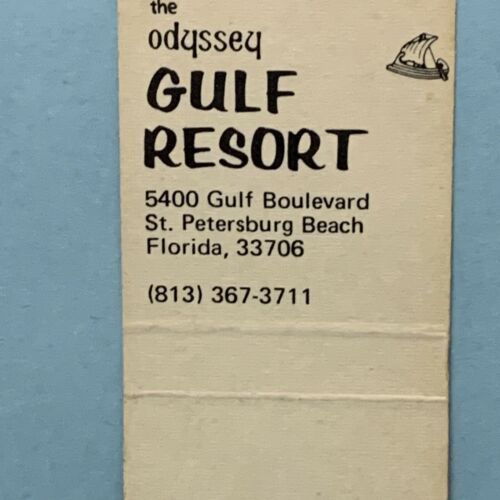 the
odyssey
GULF
RESORT
5400 Gulf Boulevard
St. Petersburg Beach
Florida, 33706
(813) 367-3711